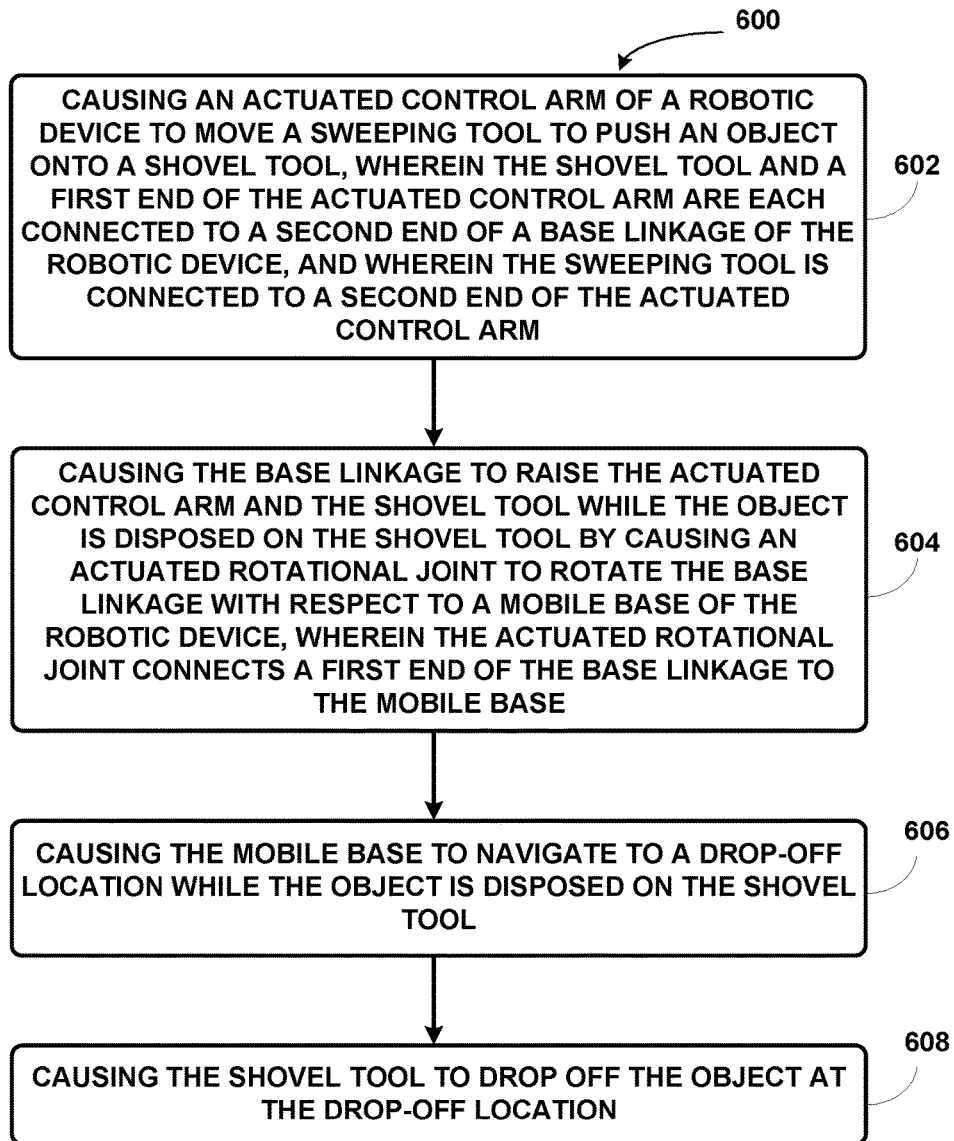 600
CAUSING AN ACTUATED CONTROL ARM OF A ROBOTIC
DEVICE TO MOVE A SWEEPING TOOL TO PUSH AN OBJECT
ONTO A SHOVEL TOOL, WHEREIN THE SHOVEL TOOL AND A
FIRST END OF THE ACTUATED CONTROL ARM ARE EACH
CONNECTED TO A SECOND END OF A BASE LINKAGE OF THE
ROBOTIC DEVICE, AND WHEREIN THE SWEEPING TOOL IS
CONNECTED TO A SECOND END OF THE ACTUATED
CONTROL ARM
602
CAUSING THE BASE LINKAGE TO RAISE THE ACTUATED
CONTROL ARM AND THE SHOVEL TOOL WHILE THE OBJECT
IS DISPOSED ON THE SHOVEL TOOL BY CAUSING AN
ACTUATED ROTATIONAL JOINT TO ROTATE THE BASE
LINKAGE WITH RESPECT TO A MOBILE BASE OF THE
ROBOTIC DEVICE, WHEREIN THE ACTUATED ROTATIONAL
JOINT CONNECTS A FIRST END OF THE BASE LINKAGE TO
THE MOBILE BASE
604
CAUSING THE MOBILE BASE TO NAVIGATE TO A DROP-OFF
LOCATION WHILE THE OBJECT IS DISPOSED ON THE SHOVEL
TOOL
606
CAUSING THE SHOVEL TOOL TO DROP OFF THE OBJECT AT
THE DROP-OFF LOCATION
608